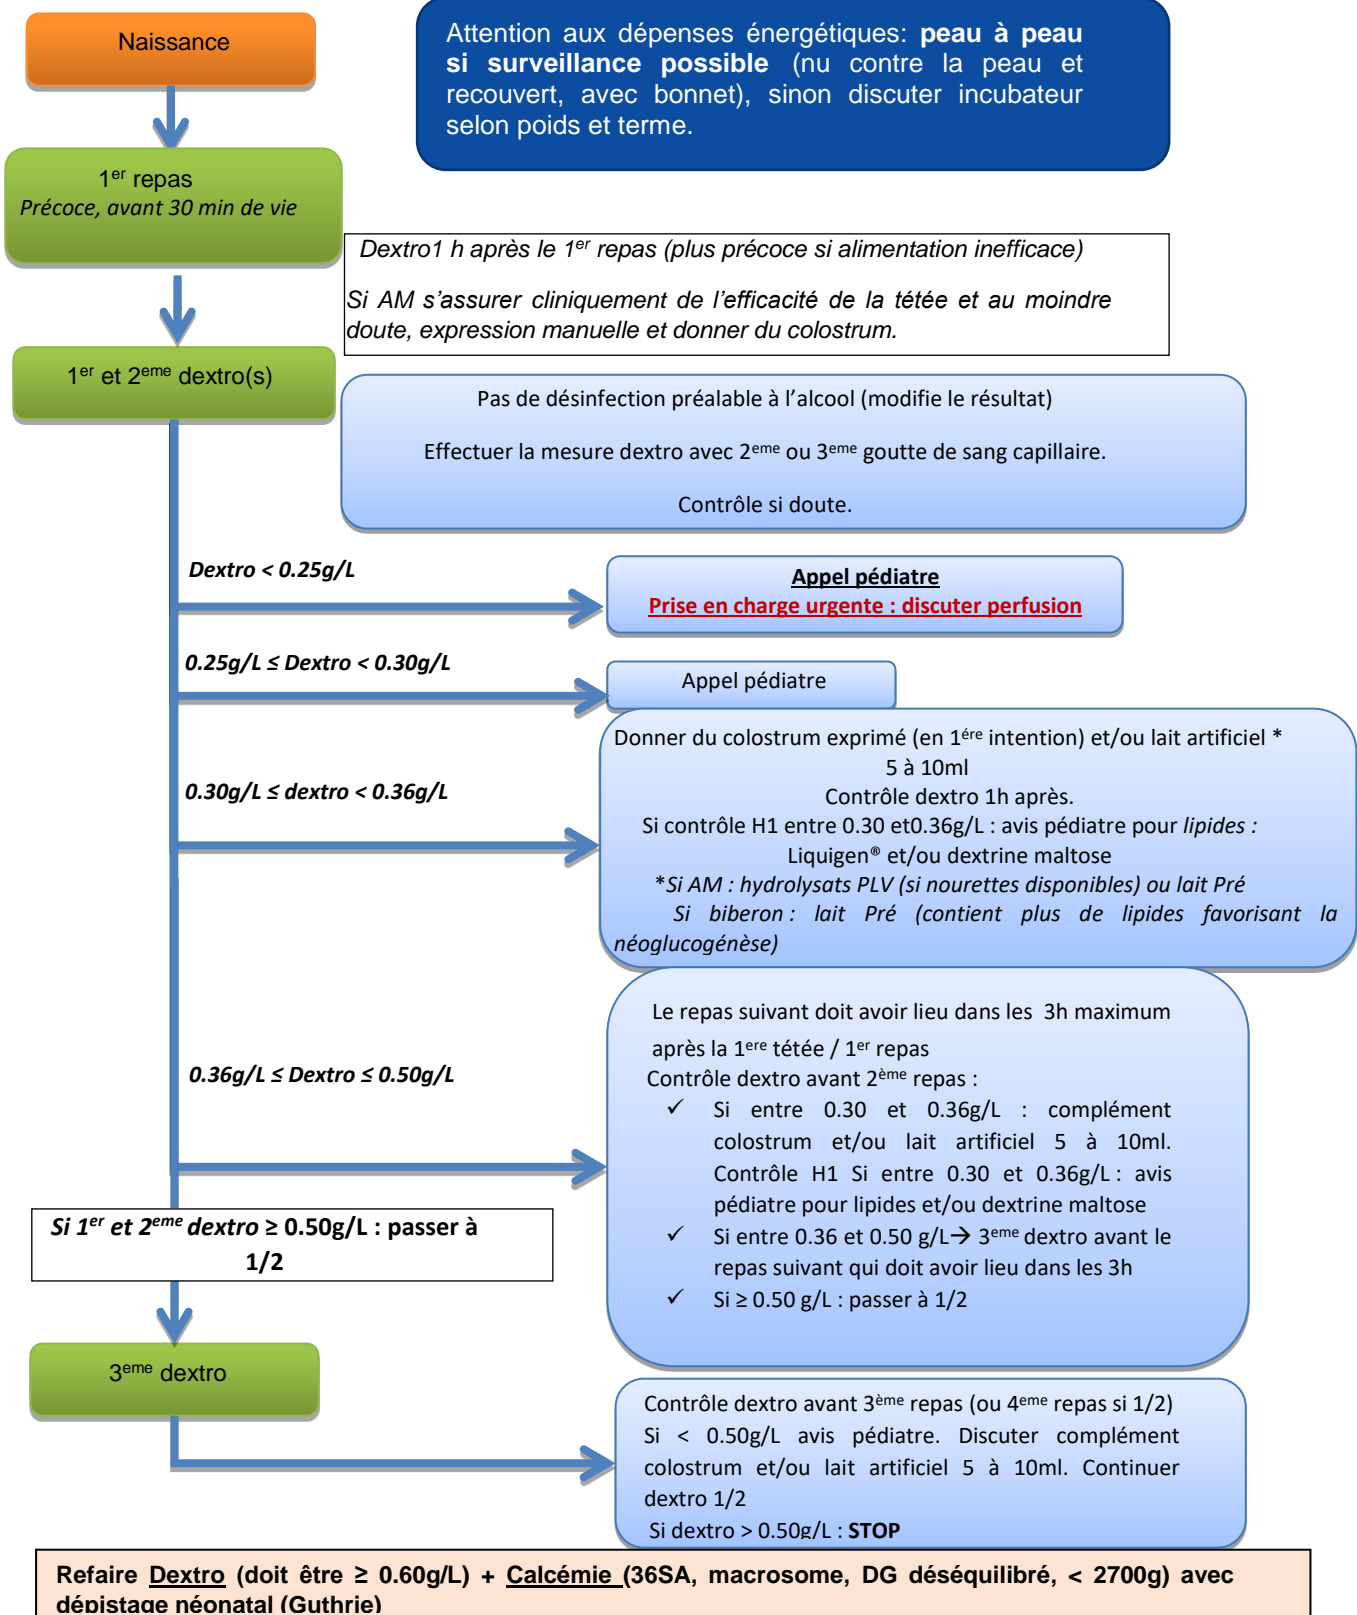 Naissance
Attention aux dépenses énergétiques: peau à peau
si surveillance possible (nu contre la peau et
recouvert, avec bonnet), sinon discuter incubateur
selon poids et terme.
1er repas
Précoce, avant 30 min de vie
Dextro1 h après le 1er repas (plus précoce si alimentation inefficace)
Si AM s’assurer cliniquement de l’efficacité de la tétée et au moindre
doute, expression manuelle et donner du colostrum.
1er et 2eme dextro(s)
Pas de désinfection préalable à l’alcool (modifie le résultat)
Effectuer la mesure dextro avec 2eme ou 3eme goutte de sang capillaire.
Contrôle si doute.
Dextro < 0.25g/L
Appel pédiatre
Prise en charge urgente : discuter perfusion
0.25g/L ≤ Dextro < 0.30g/L
Appel pédiatre
0.30g/L ≤ dextro < 0.36g/L
Donner du colostrum exprimé (en 1ére intention) et/ou lait artificiel *
5 à 10ml
Contrôle dextro 1h après.
Si contrôle H1 entre 0.30 et0.36g/L : avis pédiatre pour lipides :
Liquigen® et/ou dextrine maltose
*Si AM : hydrolysats PLV (si nourettes disponibles) ou lait Pré
Si biberon : lait Pré (contient plus de lipides favorisant la
néoglucogénèse)
0.36g/L ≤ Dextro ≤ 0.50g/L
Le repas suivant doit avoir lieu dans les 3h maximum
après la 1ere tétée / 1er repas
Contrôle dextro avant 2ème repas :
✓ Si entre 0.30 et 0.36g/L : complément
colostrum et/ou lait artificiel 5 à 10ml.
Contrôle H1 Si entre 0.30 et 0.36g/L : avis
pédiatre pour lipides et/ou dextrine maltose
✓ Si entre 0.36 et 0.50 g/L→ 3eme dextro avant le
repas suivant qui doit avoir lieu dans les 3h
✓ Si ≥ 0.50 g/L : passer à 1/2
Si 1er et 2eme dextro ≥ 0.50g/L : passer à
1/2
3eme dextro
Contrôle dextro avant 3ème repas (ou 4eme repas si 1/2)
Si < 0.50g/L avis pédiatre. Discuter complément
colostrum et/ou lait artificiel 5 à 10ml. Continuer
dextro 1/2
Si dextro > 0.50g/L : STOP
Refaire Dextro (doit être ≥ 0.60g/L) + Calcémie (36SA, macrosome, DG déséquilibré, < 2700g) avec
dépistage néonatal (Guthrie)